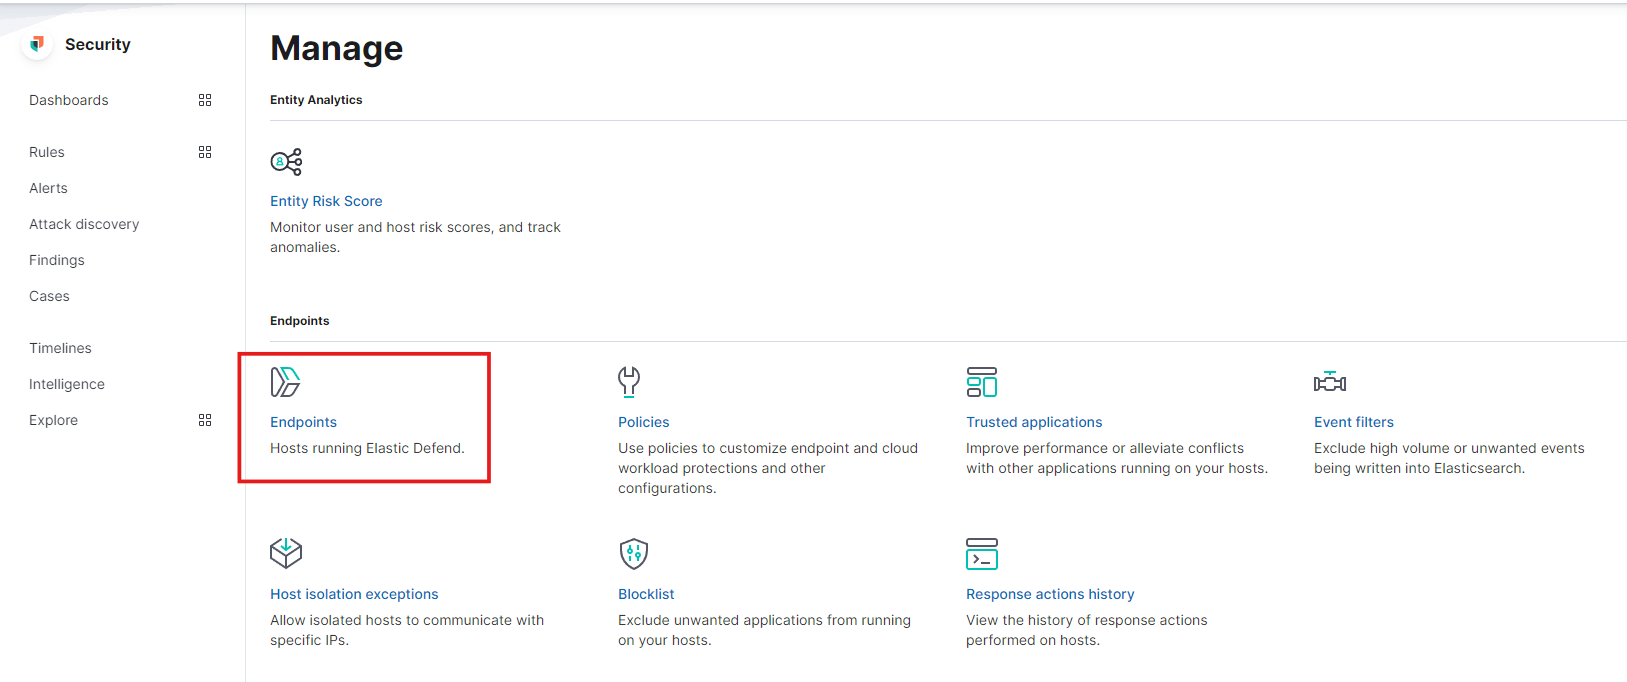 Security
Dashboards
Rules
Alerts
Attack discovery
Findings
Cases
Timelines
Intelligence
Explore
Manage
Entity Analytics
Entity Risk Score
Monitor user and host risk scores, and track
anomalies.
Endpoints
Endpoints
Hosts running Elastic Defend.
Policies
Use policies to customize endpoint and cloud
workload protections and other
configurations.
Trusted applications
Improve performance or alleviate conflicts
with other applications running on your hosts.
Event filters
Exclude high volume or unwanted events
being written into Elasticsearch.
Host isolation exceptions
Allow isolated hosts to communicate with
specific IPs.
Blocklist
Exclude unwanted applications from running
on your hosts.
Response actions history
View the history of response actions
performed on hosts.